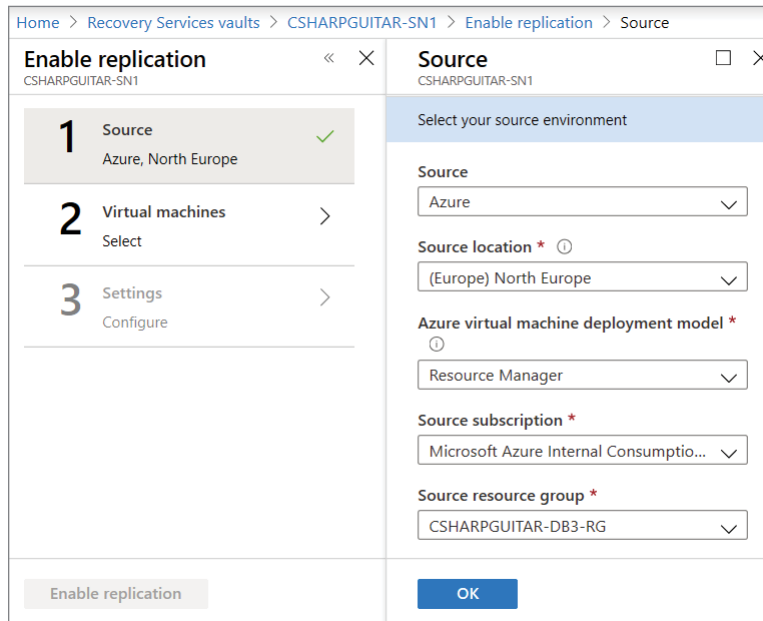 Home > Recovery Services vaults > CSHARPGUITAR-SN1 > Enable replication > Source
Enable replication
CSHARPGUITAR-SN1
1
Source
Azure, North Europe
2
Virtual machines
Select
3
Settings
Configure
Enable replication
Source
CSHARPGUITAR-SN1
Select your source environment
Source
Azure
Source location *
(Europe) North Europe
Azure virtual machine deployment model *
Resource Manager
Source subscription *
Microsoft Azure Internal Consumptio...
Source resource group *
CSHARPGUITAR-DB3-RG
OK